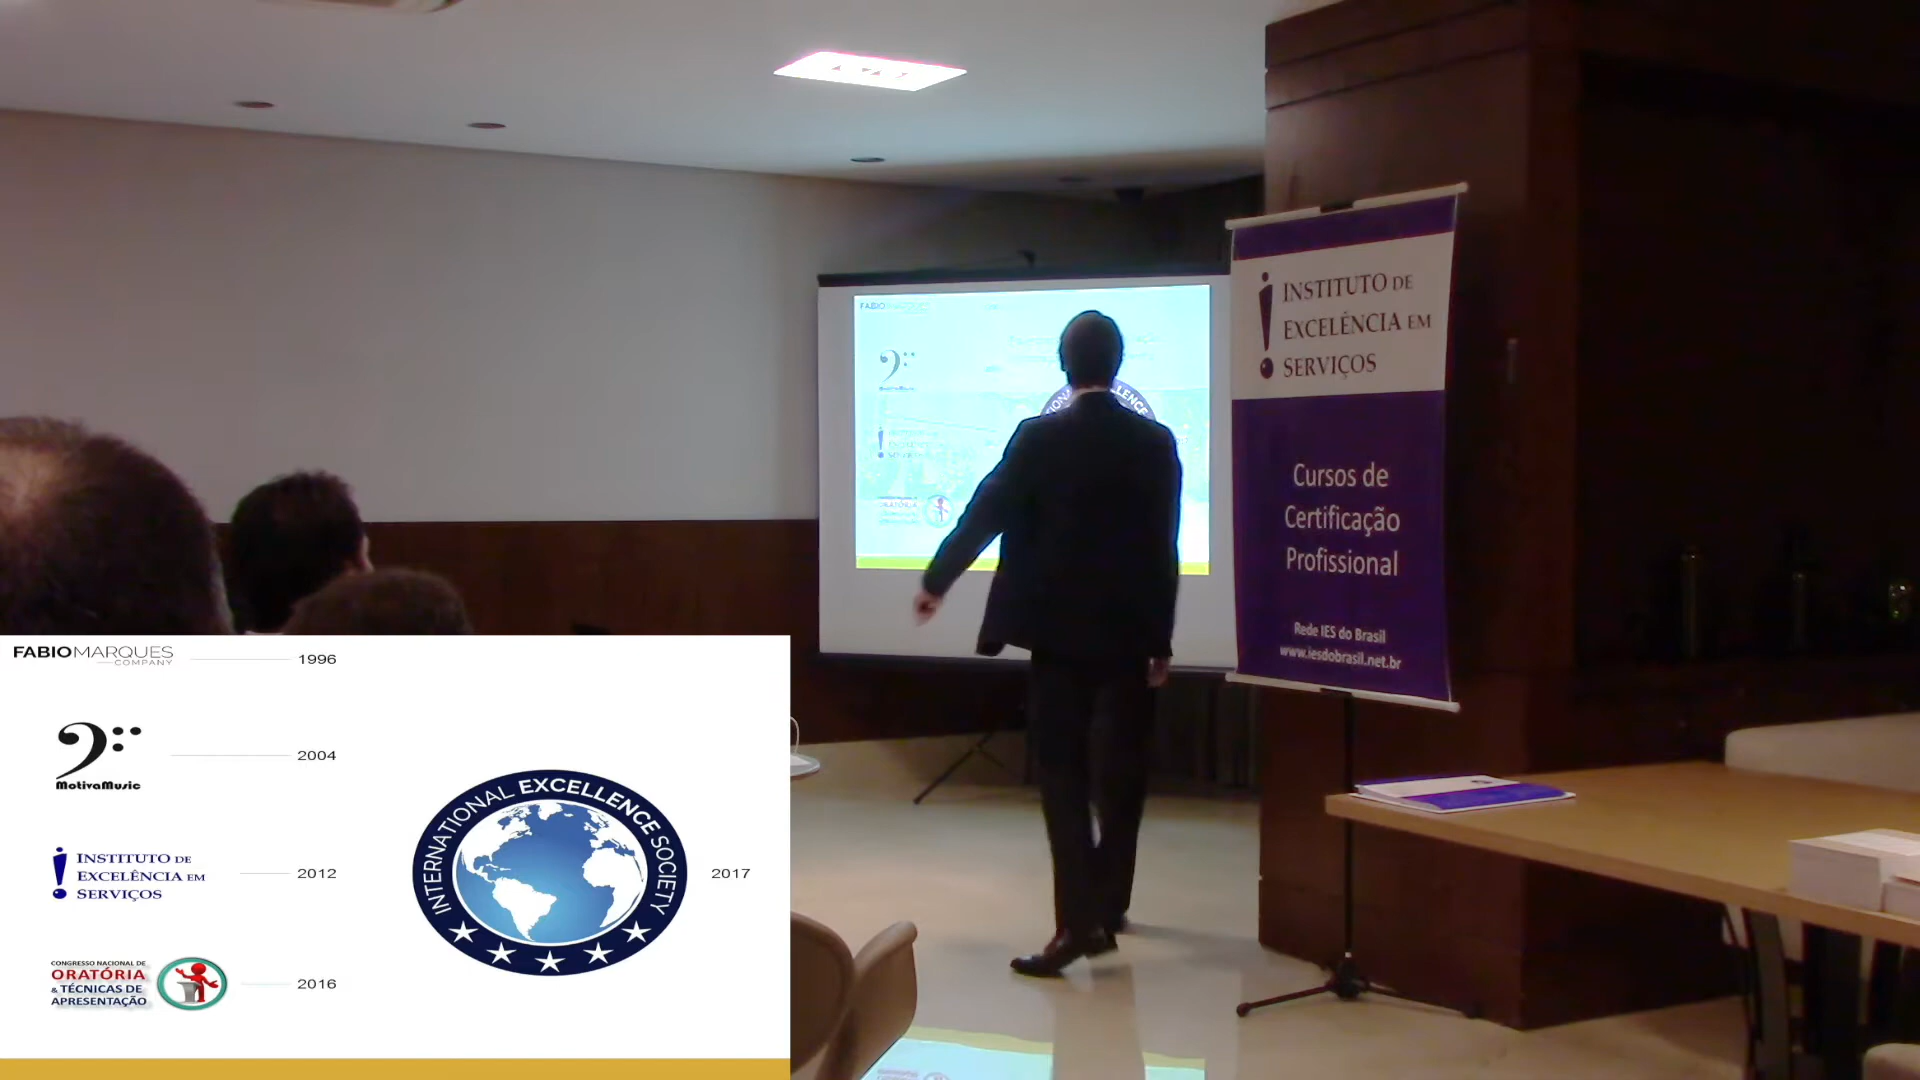 FABIOMARQUES
INSTITUTO DE
EXCELÊNCIA EM
SERVIÇOS
Cursos de
Certificação
Profissional
Rede IES do Brasil
www.iesdobrasil.net.br
FABIOMARQUES
COMPANY
1996
MotivaMusic
2004
INSTITUTO DE
EXCELÊNCIA EM
SERVIÇOS
2012
CONGRESSO NACIONAL DE
ORATÓRIA
& TÉCNICAS DE
APRESENTAÇÃO
2016
INTERNATIONAL EXCELLENCE SOCIETY
2017